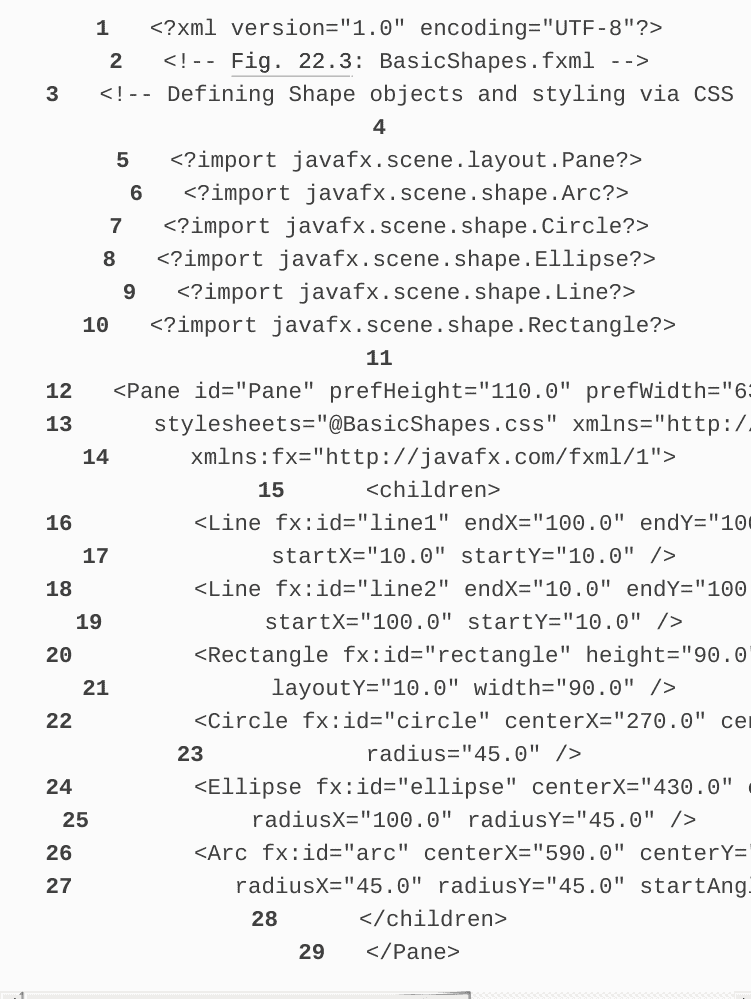 1 <?xml version="1.0" encoding="UTF-8"?>
2 <!-- Fig. 22.3: BasicShapes.fxml -->
3 <!-- Defining Shape objects and styling via CSS
4
5 <?import javafx.scene.layout.Pane?>
6 <?import javafx.scene.shape.Arc?>
7 <?import javafx.scene.shape.Circle?>
8 <?import javafx.scene.shape.Ellipse?>
9 <?import javafx.scene.shape.Line?>
10 <?import javafx.scene.shape.Rectangle?>
11
12 <Pane id="Pane" prefHeight="110.0" prefWidth="63
13 stylesheets="@BasicShapes.css" xmlns="http:/
14 xmlns:fx="http://javafx.com/fxml/1">
15 <children>
16 <Line fx:id="line1" endX="100.0" endY="100
17 startX="10.0" startY="10.0" />
18 <Line fx:id="line2" endX="10.0" endY="100
19 startX="100.0" startY="10.0" />
20 <Rectangle fx:id="rectangle" height="90.0"
21 layoutY="10.0" width="90.0" />
22 <Circle fx:id="circle" centerX="270.0" cen
23 radius="45.0" />
24 <Ellipse fx:id="ellipse" centerX="430.0"
25 radiusX="100.0" radiusY="45.0" />
26 <Arc fx:id="arc" centerX="590.0" centerY="
27 radiusX="45.0" radiusY="45.0" startAngl
28 </children>
29 </Pane>